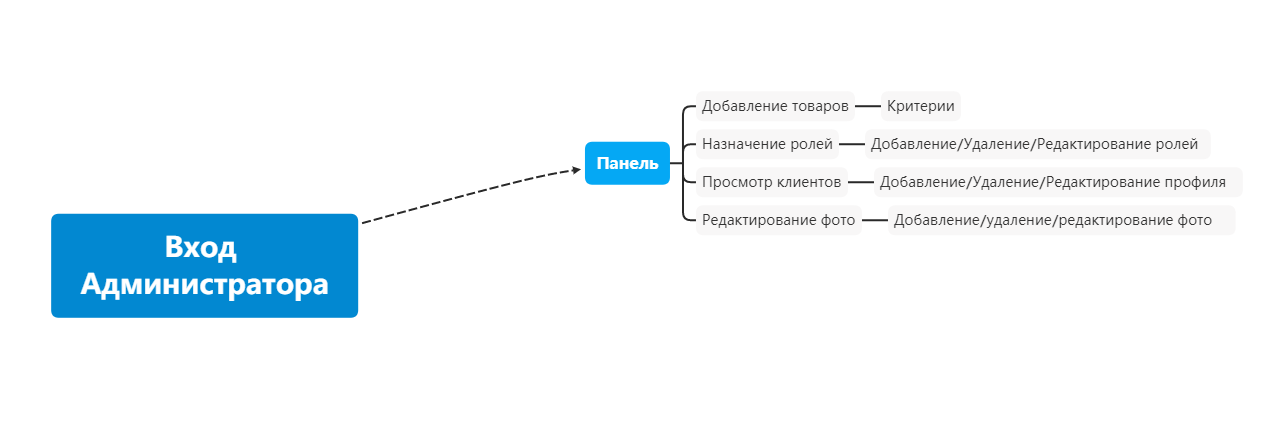 Вход
Администратора
Панель
Добавление товаров
Критерии
Назначение ролей
Добавление/Удаление/Редактирование ролей
Просмотр клиентов
Добавление/Удаление/Редактирование профиля
Редактирование фото
Добавление/удаление/редактирование фото